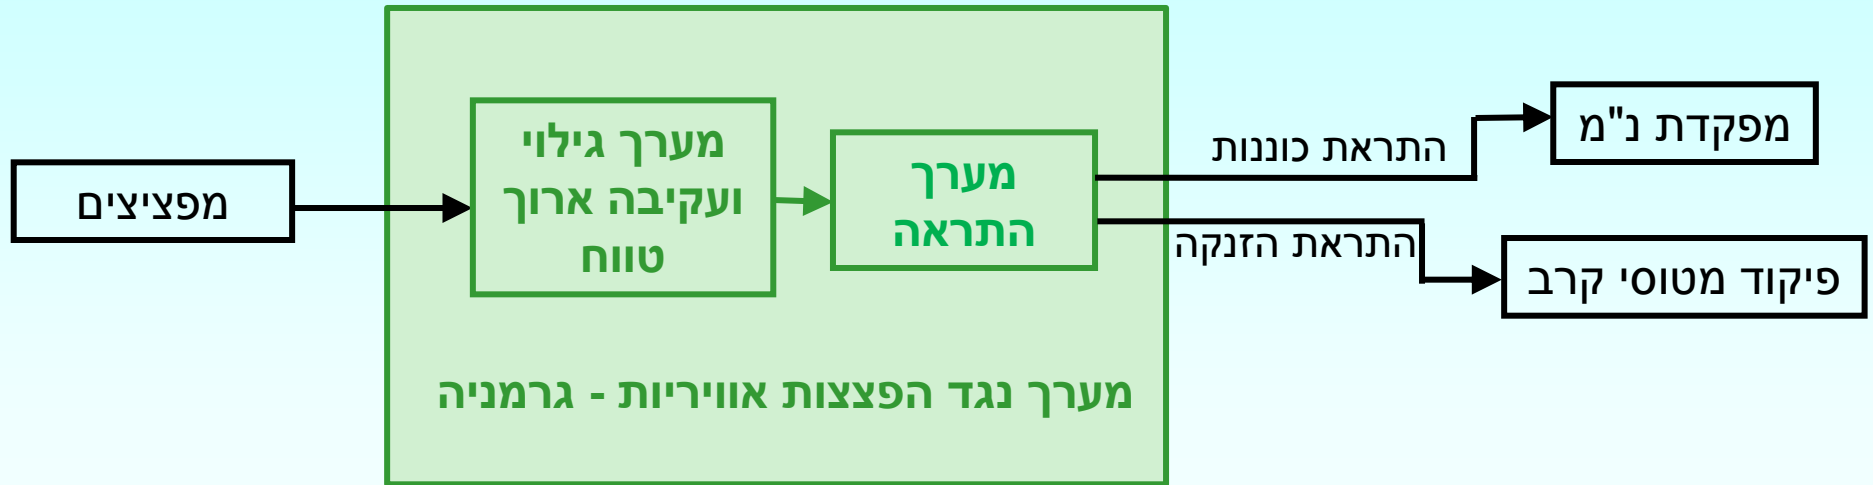 מפציצים
מערך גילוי
ועקיבה ארוך
טווח
מערך
התראה
התראת כוננות
התראת הזנקה
מפקדת נ"מ
פיקוד מטוסי קרב
מערך נגד הפצצות אוויריות - גרמניה